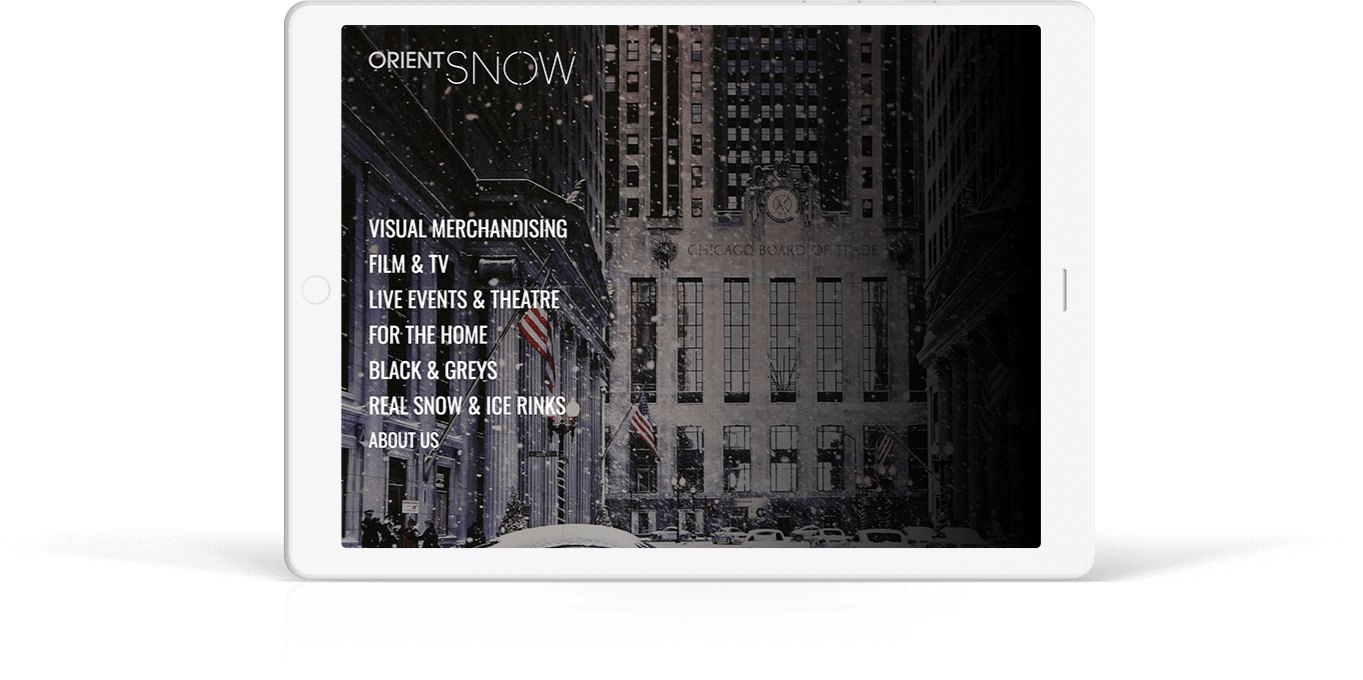 ORIENT SNOW
VISUAL MERCHANDISING
FILM & TV
CHICAGO BOARD OF TRADE
LIVE EVENTS & THEATRE
FOR THE HOME
BLACK & GREYS
REAL SNOW & ICE RINKS
ABOUT US